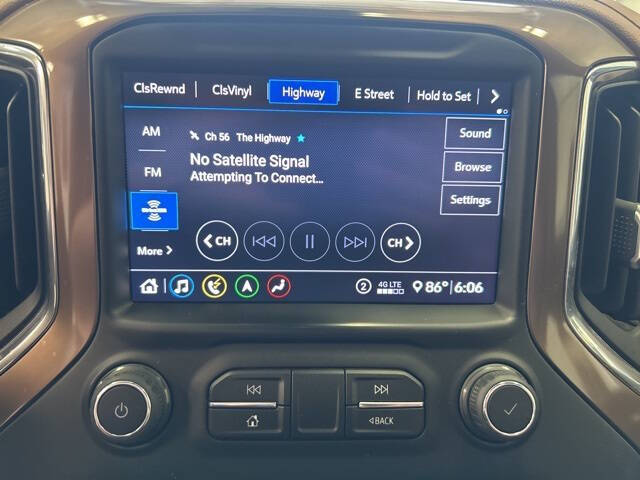 ClsRewnd ClsVinyl Highway E Street Hold to Set >
AM
Ch 56 The Highway
Sound
No Satellite Signal
Attempting To Connect...
FM
Browse
Settings
More >
< CH
CH >
2 4G LTE 86° 6:06
◁BACK